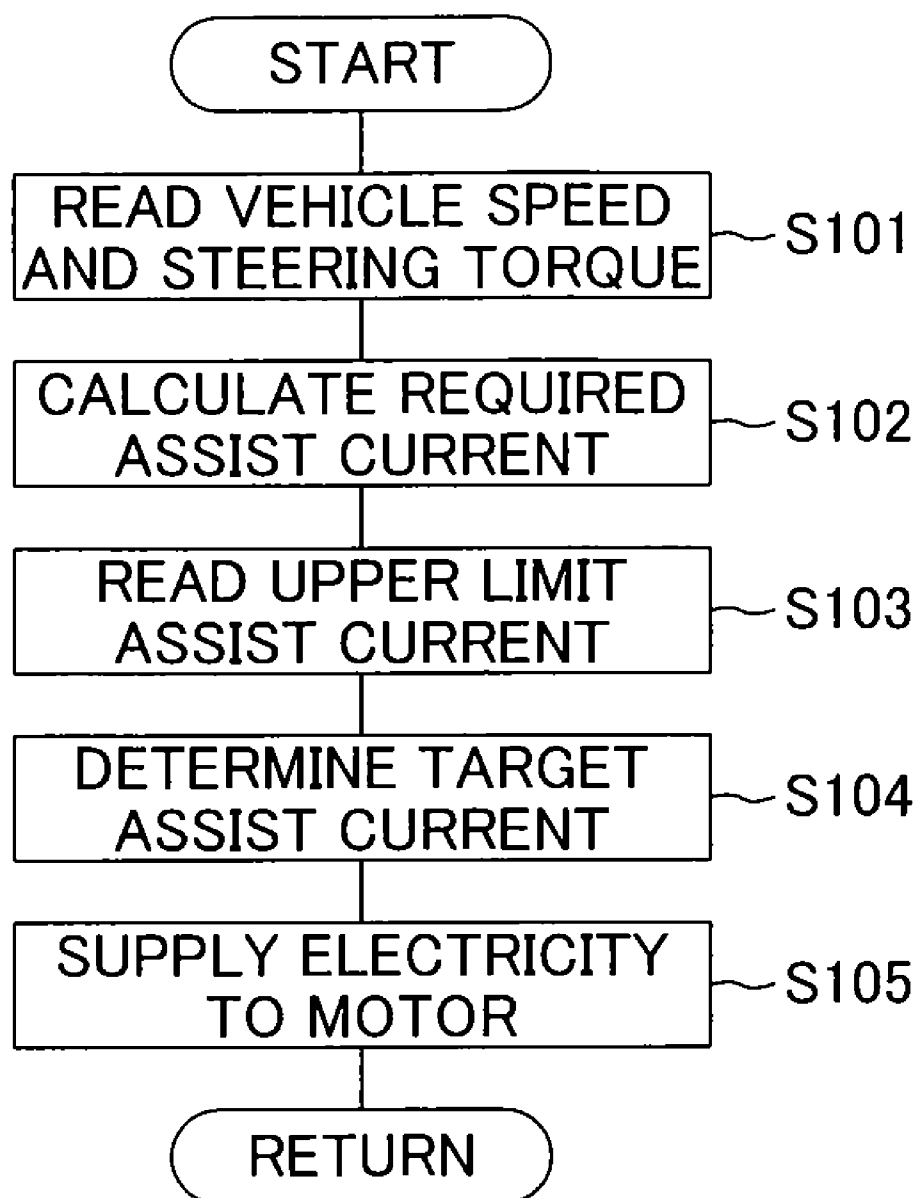 START
READ VEHICLE SPEED
AND STEERING TORQUE
S101
CALCULATE REQUIRED
ASSIST CURRENT
S102
READ UPPER LIMIT
ASSIST CURRENT
S103
DETERMINE TARGET
ASSIST CURRENT
S104
SUPPLY ELECTRICITY
TO MOTOR
S105
RETURN